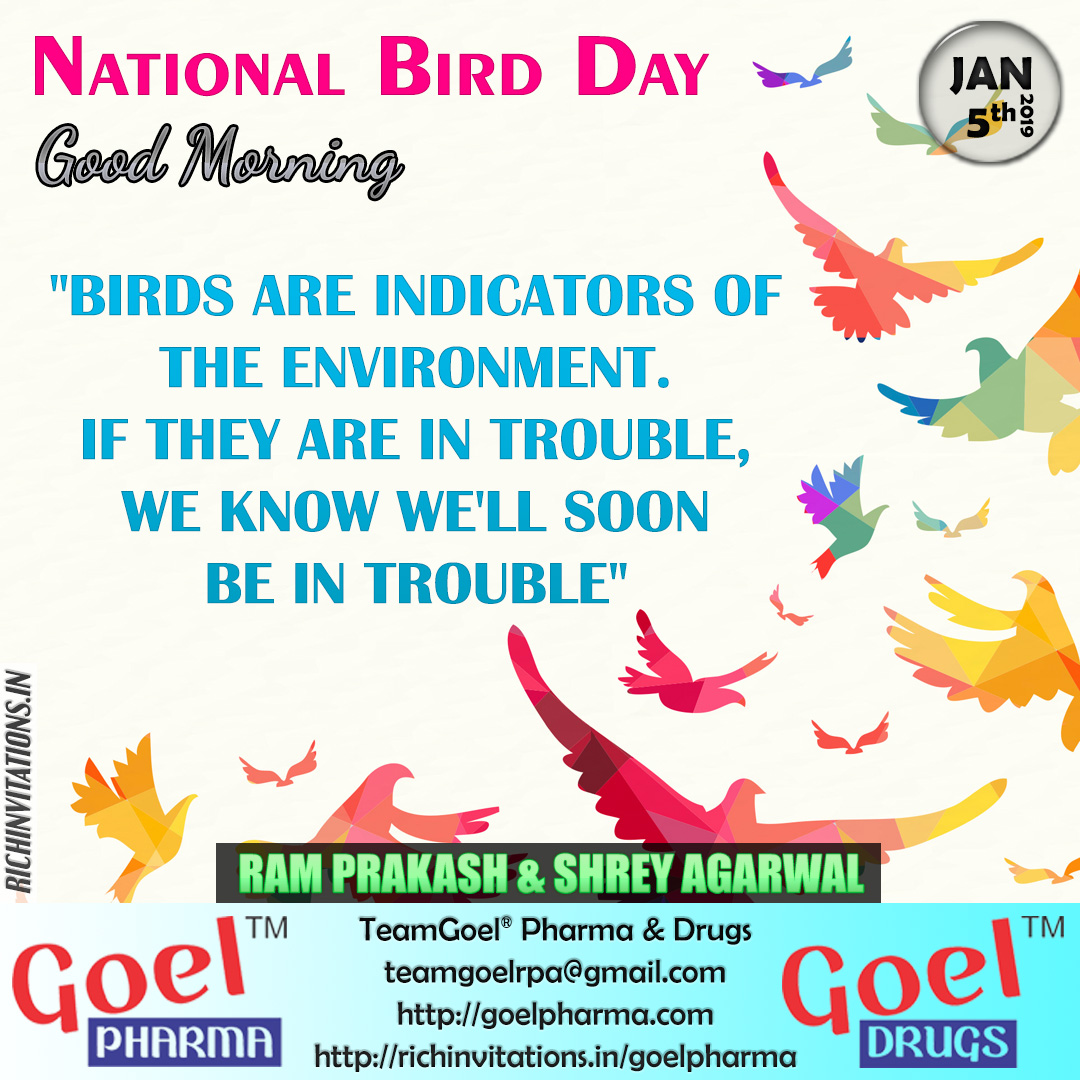 NATIONAL BIRD DAY
JAN
5th 2019
Good Morning
"BIRDS ARE INDICATORS OF
THE ENVIRONMENT.
IF THEY ARE IN TROUBLE,
WE KNOW WE'LL SOON
BE IN TROUBLE"
RICHINVITATIONS.IN
RAM PRAKASH & SHREY AGARWAL
Goel™
PHARMA
TeamGoel® Pharma & Drugs
teamgoelrpa@gmail.com
http://goelpharma.com
http://richinvitations.in/goelpharma
Goel™
DRUGS